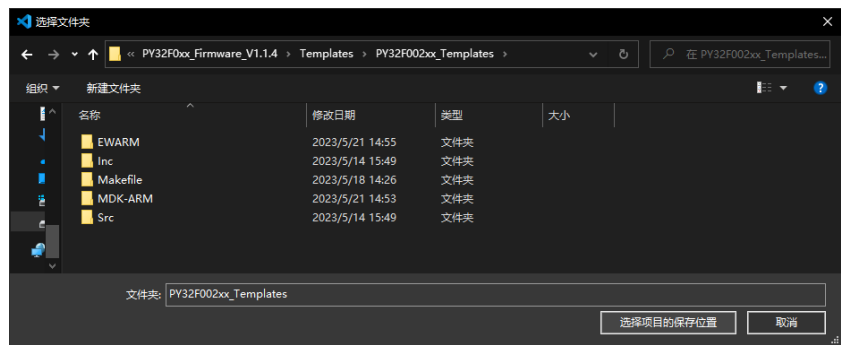 选择文件夹
« PY32F0xx_Firmware_V1.1.4 › Templates › PY32F002xx_Templates ›
在 PY32F002xx_Templates...
组织 新建文件夹
名称 修改日期 类型 大小
EWARM 2023/5/21 14:55 文件夹
Inc 2023/5/14 15:49 文件夹
Makefile 2023/5/18 14:26 文件夹
MDK-ARM 2023/5/21 14:53 文件夹
Src 2023/5/14 15:49 文件夹
文件夹: PY32F002xx_Templates
选择项目的保存位置 取消